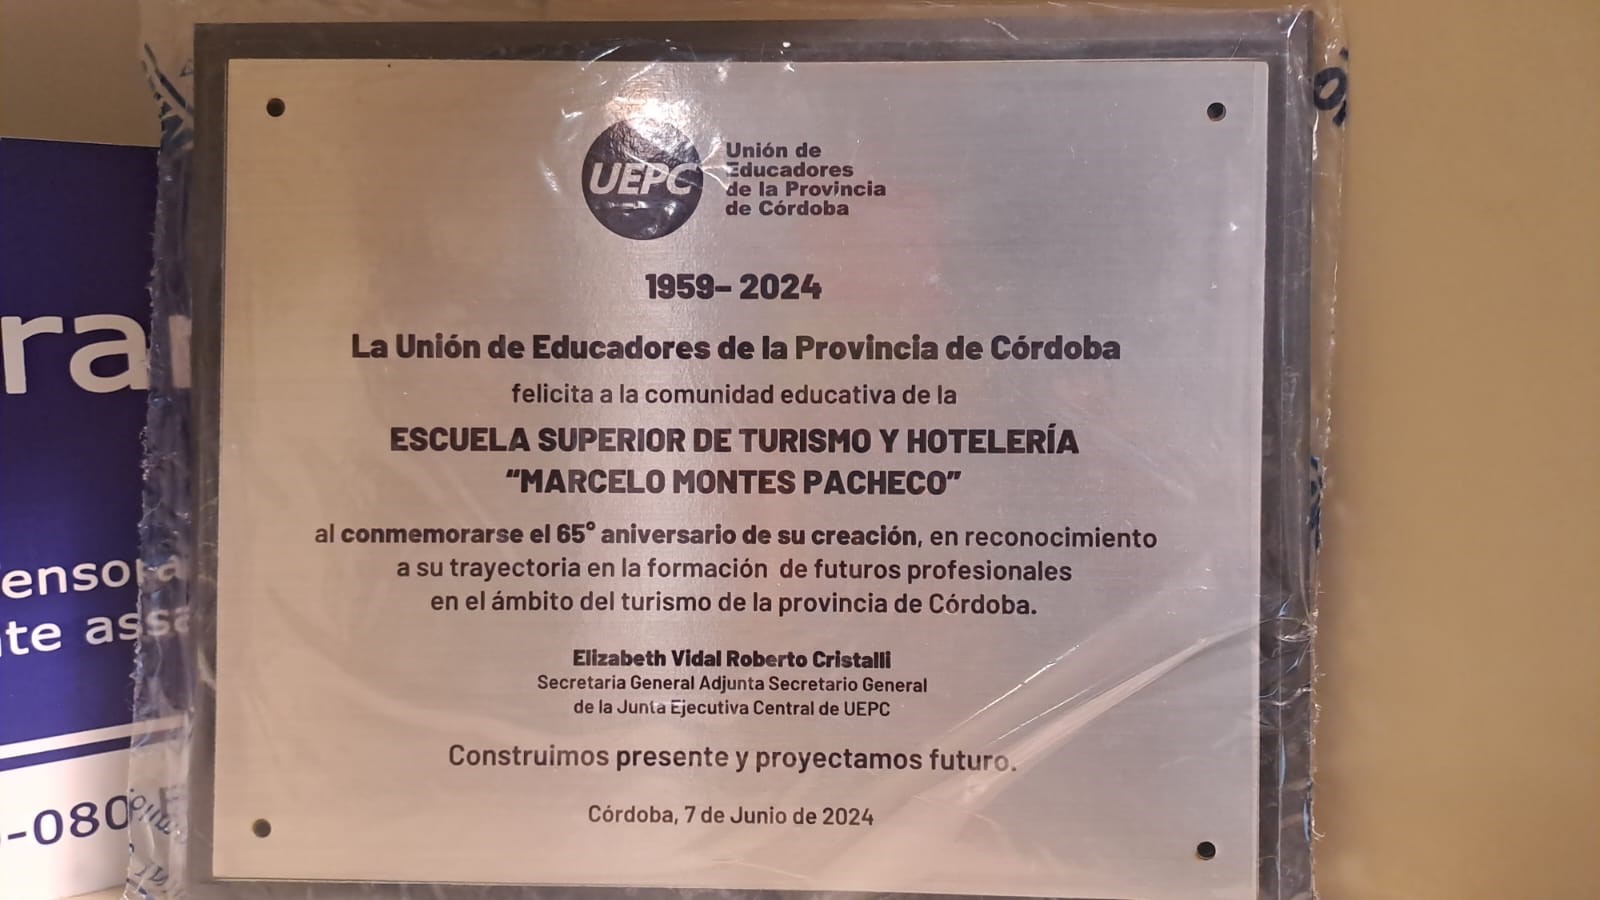 UEPC
Unión de
Educadores
de la Provincia
de Córdoba
1959– 2024
La Unión de Educadores de la Provincia de Córdoba
felicita a la comunidad educativa de la
ESCUELA SUPERIOR DE TURISMO Y HOTELERÍA
“MARCELO MONTES PACHECO”
al conmemorarse el 65° aniversario de su creación, en reconocimiento
a su trayectoria en la formación de futuros profesionales
en el ámbito del turismo de la provincia de Córdoba.
Elizabeth Vidal Roberto Cristalli
Secretaria General Adjunta Secretario General
de la Junta Ejecutiva Central de UEPC
Construimos presente y proyectamos futuro.
Córdoba, 7 de Junio de 2024
-080